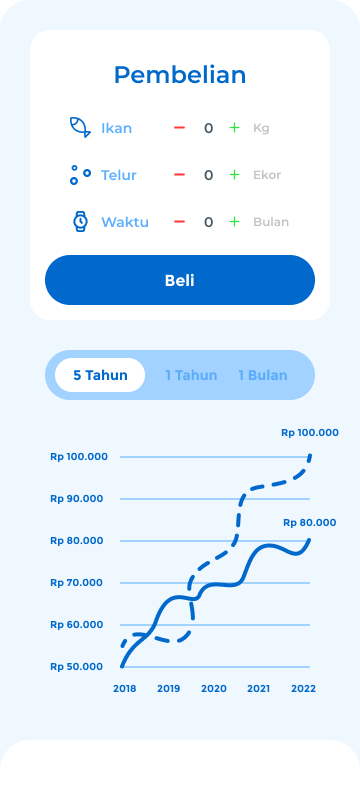 Pembelian
Ikan − 0 + Kg
Telur − 0 + Ekor
Waktu − 0 + Bulan
Beli
5 Tahun 1 Tahun 1 Bulan
Rp 100.000
Rp 100.000
Rp 90.000
Rp 80.000
Rp 80.000
Rp 70.000
Rp 60.000
Rp 50.000
2018 2019 2020 2021 2022